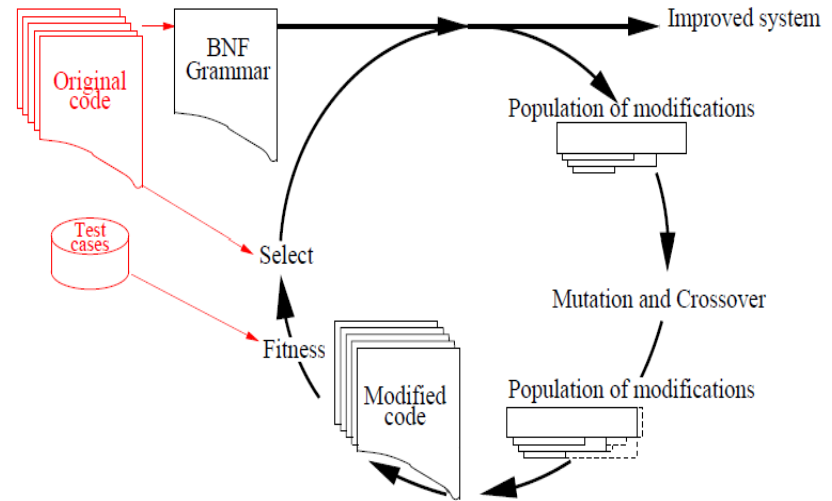 Improved system
BNF
Grammar
Original
code
Population of modifications
Test
cases
Select
Mutation and Crossover
Fitness
Modified
code
Population of modifications